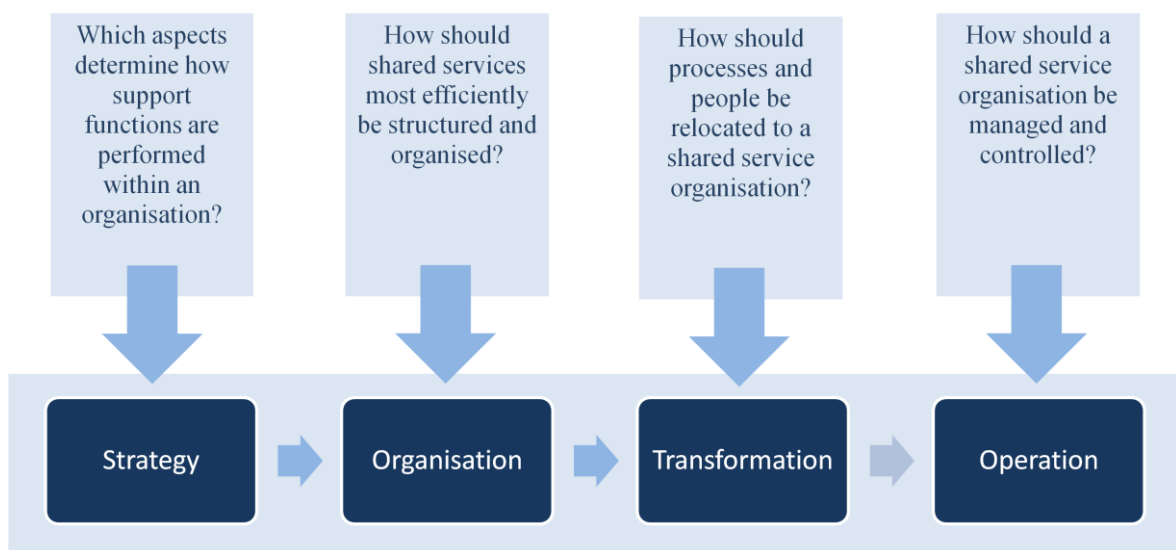 Which aspects
determine how
support
functions are
performed
within an
organisation?
How should
shared services
most efficiently
be structured and
organised?
How should
processes and
people be
relocated to a
shared service
organisation?
How should a
shared service
organisation be
managed and
controlled?
Strategy
Organisation
Transformation
Operation